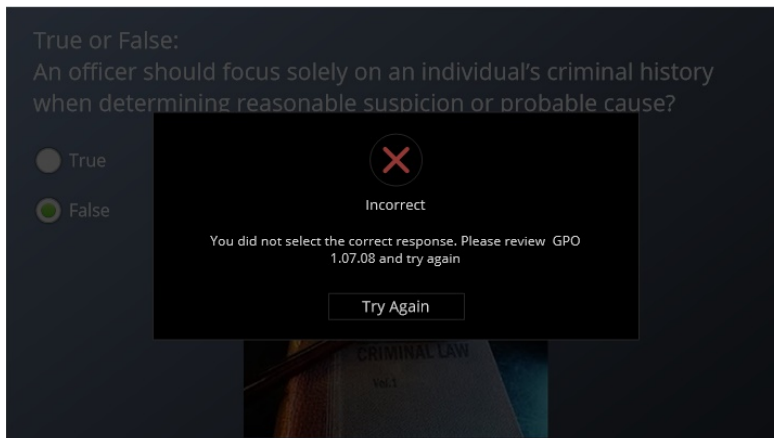 True or False:
An officer should focus solely on an individual's criminal history
when determining reasonable suspicion or probable cause?
True
False
Incorrect
You did not select the correct response. Please review GPO
1.07.08 and try again
Try Again
CRIMINAL LAW
Vol.1